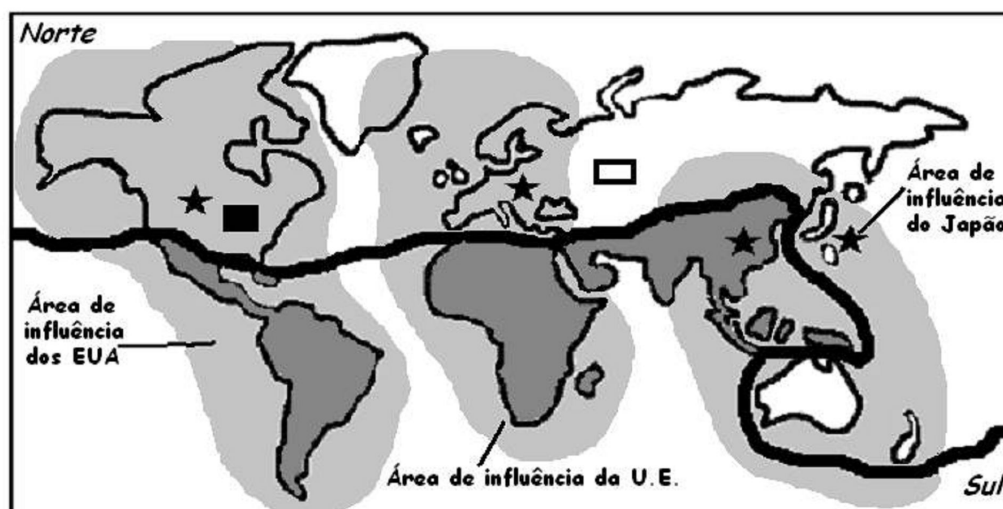 Norte
Área de
influência
do Japão
Área de
influência
dos EUA
Área de influência da U.E.
Sul